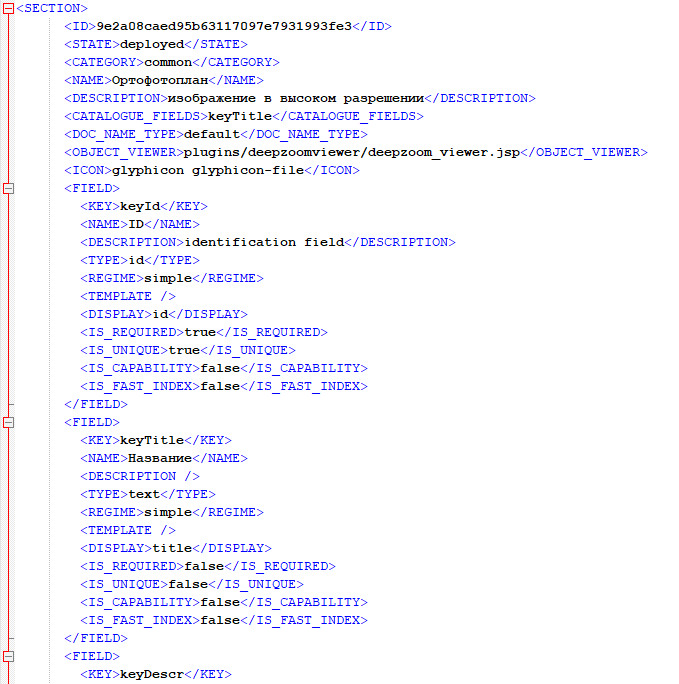 <SECTION>
<ID>9e2a08caed95b63117097e7931993fe3</ID>
<STATE>deployed</STATE>
<CATEGORY>common</CATEGORY>
<NAME>Ортофотоплан</NAME>
<DESCRIPTION>изображение в высоком разрешении</DESCRIPTION>
<CATALOGUE_FIELDS>keyTitle</CATALOGUE_FIELDS>
<DOC_NAME_TYPE>default</DOC_NAME_TYPE>
<OBJECT_VIEWER>plugins/deepzoomviewer/deepzoom_viewer.jsp</OBJECT_VIEWER>
<ICON>glyphicon glyphicon-file</ICON>
<FIELD>
<KEY>keyId</KEY>
<NAME>ID</NAME>
<DESCRIPTION>identification field</DESCRIPTION>
<TYPE>id</TYPE>
<REGIME>simple</REGIME>
<TEMPLATE />
<DISPLAY>id</DISPLAY>
<IS_REQUIRED>true</IS_REQUIRED>
<IS_UNIQUE>true</IS_UNIQUE>
<IS_CAPABILITY>false</IS_CAPABILITY>
<IS_FAST_INDEX>false</IS_FAST_INDEX>
</FIELD>
<FIELD>
<KEY>keyTitle</KEY>
<NAME>Название</NAME>
<DESCRIPTION />
<TYPE>text</TYPE>
<REGIME>simple</REGIME>
<TEMPLATE />
<DISPLAY>title</DISPLAY>
<IS_REQUIRED>false</IS_REQUIRED>
<IS_UNIQUE>false</IS_UNIQUE>
<IS_CAPABILITY>false</IS_CAPABILITY>
<IS_FAST_INDEX>false</IS_FAST_INDEX>
</FIELD>
<FIELD>
<KEY>keyDescr</KEY>